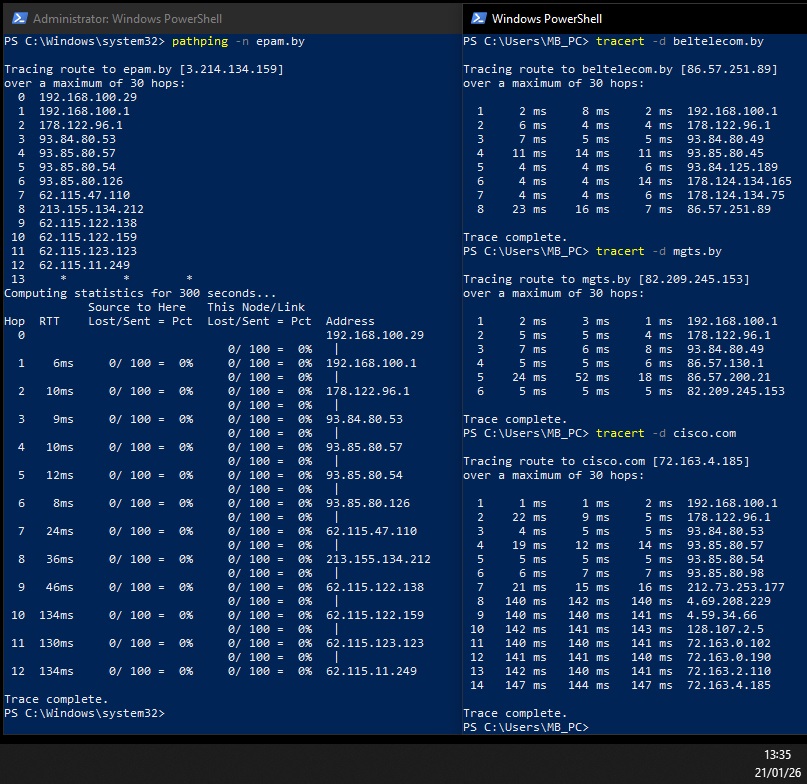 Administrator: Windows PowerShell
PS C:\Windows\system32> pathping -n epam.by
Tracing route to epam.by [3.214.134.159]
over a maximum of 30 hops:
0 192.168.100.29
1 192.168.100.1
2 178.122.96.1
3 93.84.80.53
4 93.85.80.57
5 93.85.80.54
6 93.85.80.126
7 62.115.47.110
8 213.155.134.212
9 62.115.122.138
10 62.115.122.159
11 62.115.123.123
12 62.115.11.249
13 * * *
Computing statistics for 300 seconds...
Source to Here This Node/Link
Hop RTT Lost/Sent = Pct Lost/Sent = Pct Address
0 192.168.100.29
0/ 100 = 0% |
1 6ms 0/ 100 = 0% 0/ 100 = 0% 192.168.100.1
0/ 100 = 0% |
2 10ms 0/ 100 = 0% 0/ 100 = 0% 178.122.96.1
0/ 100 = 0% |
3 9ms 0/ 100 = 0% 0/ 100 = 0% 93.84.80.53
0/ 100 = 0% |
4 10ms 0/ 100 = 0% 0/ 100 = 0% 93.85.80.57
0/ 100 = 0% |
5 12ms 0/ 100 = 0% 0/ 100 = 0% 93.85.80.54
0/ 100 = 0% |
6 8ms 0/ 100 = 0% 0/ 100 = 0% 93.85.80.126
0/ 100 = 0% |
7 24ms 0/ 100 = 0% 0/ 100 = 0% 62.115.47.110
0/ 100 = 0% |
8 36ms 0/ 100 = 0% 0/ 100 = 0% 213.155.134.212
0/ 100 = 0% |
9 46ms 0/ 100 = 0% 0/ 100 = 0% 62.115.122.138
0/ 100 = 0% |
10 134ms 0/ 100 = 0% 0/ 100 = 0% 62.115.122.159
0/ 100 = 0% |
11 130ms 0/ 100 = 0% 0/ 100 = 0% 62.115.123.123
0/ 100 = 0% |
12 134ms 0/ 100 = 0% 0/ 100 = 0% 62.115.11.249
Trace complete.
PS C:\Windows\system32>
Windows PowerShell
PS C:\Users\MB_PC> tracert -d beltelecom.by
Tracing route to beltelecom.by [86.57.251.89]
over a maximum of 30 hops:
1 2 ms 8 ms 2 ms 192.168.100.1
2 6 ms 4 ms 4 ms 178.122.96.1
3 7 ms 5 ms 5 ms 93.84.80.49
4 11 ms 14 ms 11 ms 93.85.80.45
5 4 ms 4 ms 6 ms 93.84.125.189
6 4 ms 4 ms 14 ms 178.124.134.165
7 4 ms 4 ms 6 ms 178.124.134.75
8 23 ms 16 ms 7 ms 86.57.251.89
Trace complete.
PS C:\Users\MB_PC> tracert -d mgts.by
Tracing route to mgts.by [82.209.245.153]
over a maximum of 30 hops:
1 2 ms 3 ms 1 ms 192.168.100.1
2 5 ms 5 ms 4 ms 178.122.96.1
3 7 ms 6 ms 8 ms 93.84.80.49
4 5 ms 5 ms 6 ms 86.57.130.1
5 24 ms 52 ms 18 ms 86.57.200.21
6 5 ms 5 ms 5 ms 82.209.245.153
Trace complete.
PS C:\Users\MB_PC> tracert -d cisco.com
Tracing route to cisco.com [72.163.4.185]
over a maximum of 30 hops:
1 1 ms 1 ms 2 ms 192.168.100.1
2 22 ms 9 ms 5 ms 178.122.96.1
3 4 ms 5 ms 5 ms 93.84.80.53
4 19 ms 12 ms 14 ms 93.85.80.57
5 5 ms 5 ms 5 ms 93.85.80.54
6 6 ms 7 ms 7 ms 93.85.80.98
7 21 ms 15 ms 16 ms 212.73.253.177
8 140 ms 142 ms 140 ms 4.69.208.229
9 140 ms 140 ms 141 ms 4.59.34.66
10 142 ms 141 ms 143 ms 128.107.2.5
11 140 ms 140 ms 141 ms 72.163.0.102
12 141 ms 141 ms 140 ms 72.163.0.190
13 142 ms 140 ms 141 ms 72.163.2.110
14 147 ms 144 ms 147 ms 72.163.4.185
Trace complete.
PS C:\Users\MB_PC>
13:35
21/01/26